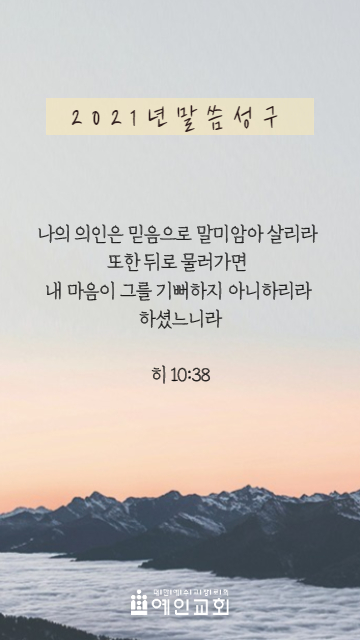 2021년말씀성구
나의 의인은 믿음으로 말미암아 살리라
또한 뒤로 물러가면
내 마음이 그를 기뻐하지 아니하리라
하셨느니라
히 10:38
예인교회